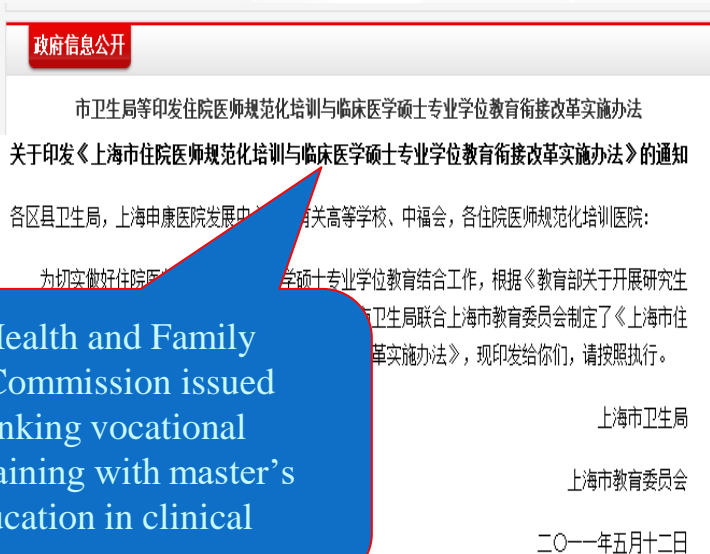 政府信息公开
市卫生局等印发住院医师规范化培训与临床医学硕士专业学位教育衔接改革实施办法
关于印发《上海市住院医师规范化培训与临床医学硕士专业学位教育衔接改革实施办法》的通知
各区县卫生局，上海申康医院发展中 关高等学校、中福会，各住院医师规范化培训医院：
为切实做好住院医 学硕士专业学位教育结合工作，根据《教育部关于开展研究生
卫生局联合上海市教育委员会制定了《上海市住
革实施办法》，现印发给你们，请按照执行。
Health and Family
Commission issued
nking vocational
aining with master's
ucation in clinical
上海市卫生局
上海市教育委员会
二〇一一年五月十二日